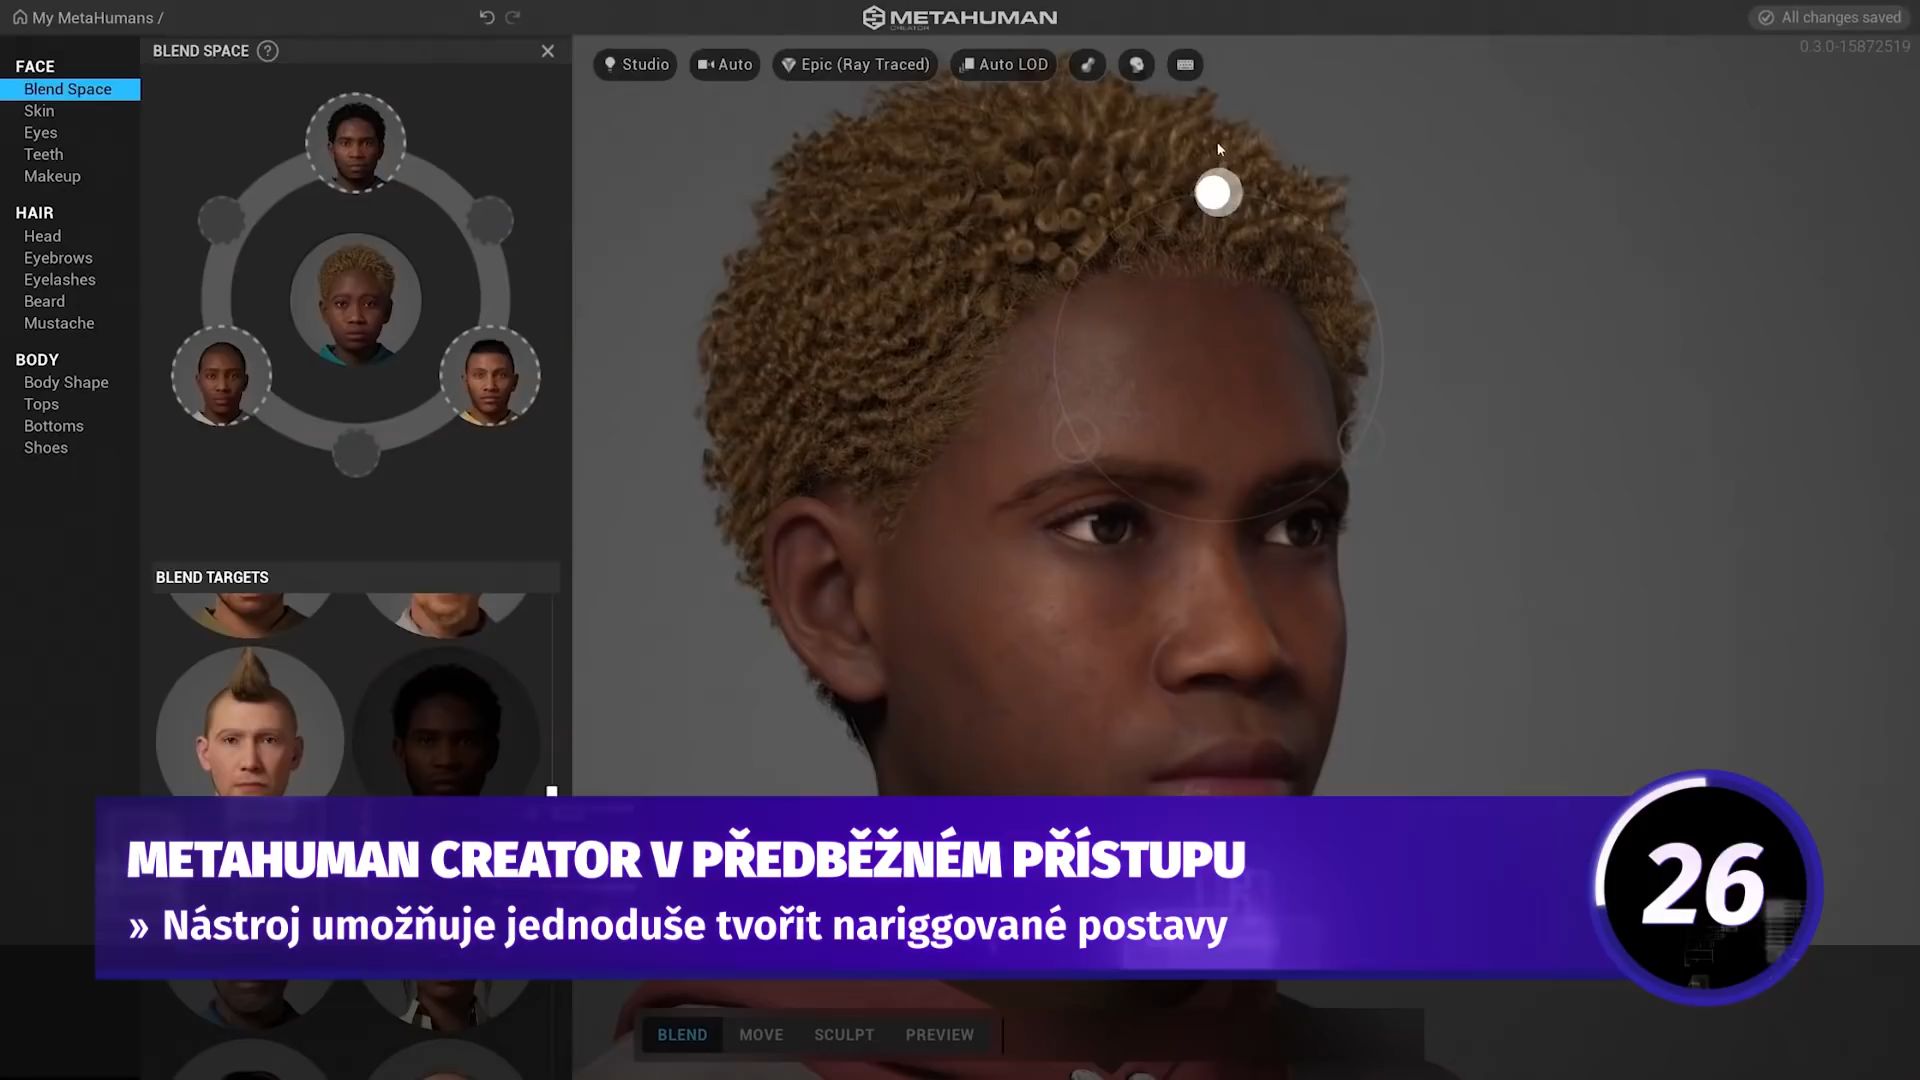 My MetaHumans /
METAHUMAN
CREATOR
All changes saved
0.3.0-15872519
FACE
Blend Space
Skin
Eyes
Teeth
Makeup
HAIR
Head
Eyebrows
Eyelashes
Beard
Mustache
BODY
Body Shape
Tops
Bottoms
Shoes
BLEND SPACE ?
Studio
Auto
Epic (Ray Traced)
Auto LOD
BLEND TARGETS
METAHUMAN CREATOR V PŘEDBĚŽNÉM PŘÍSTUPU
» Nástroj umožňuje jednoduše tvořit nariggované postavy
26
BLEND MOVE SCULPT PREVIEW